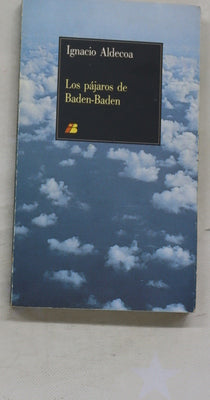 Ignacio Aldecoa
Los pájaros de
Baden-Baden